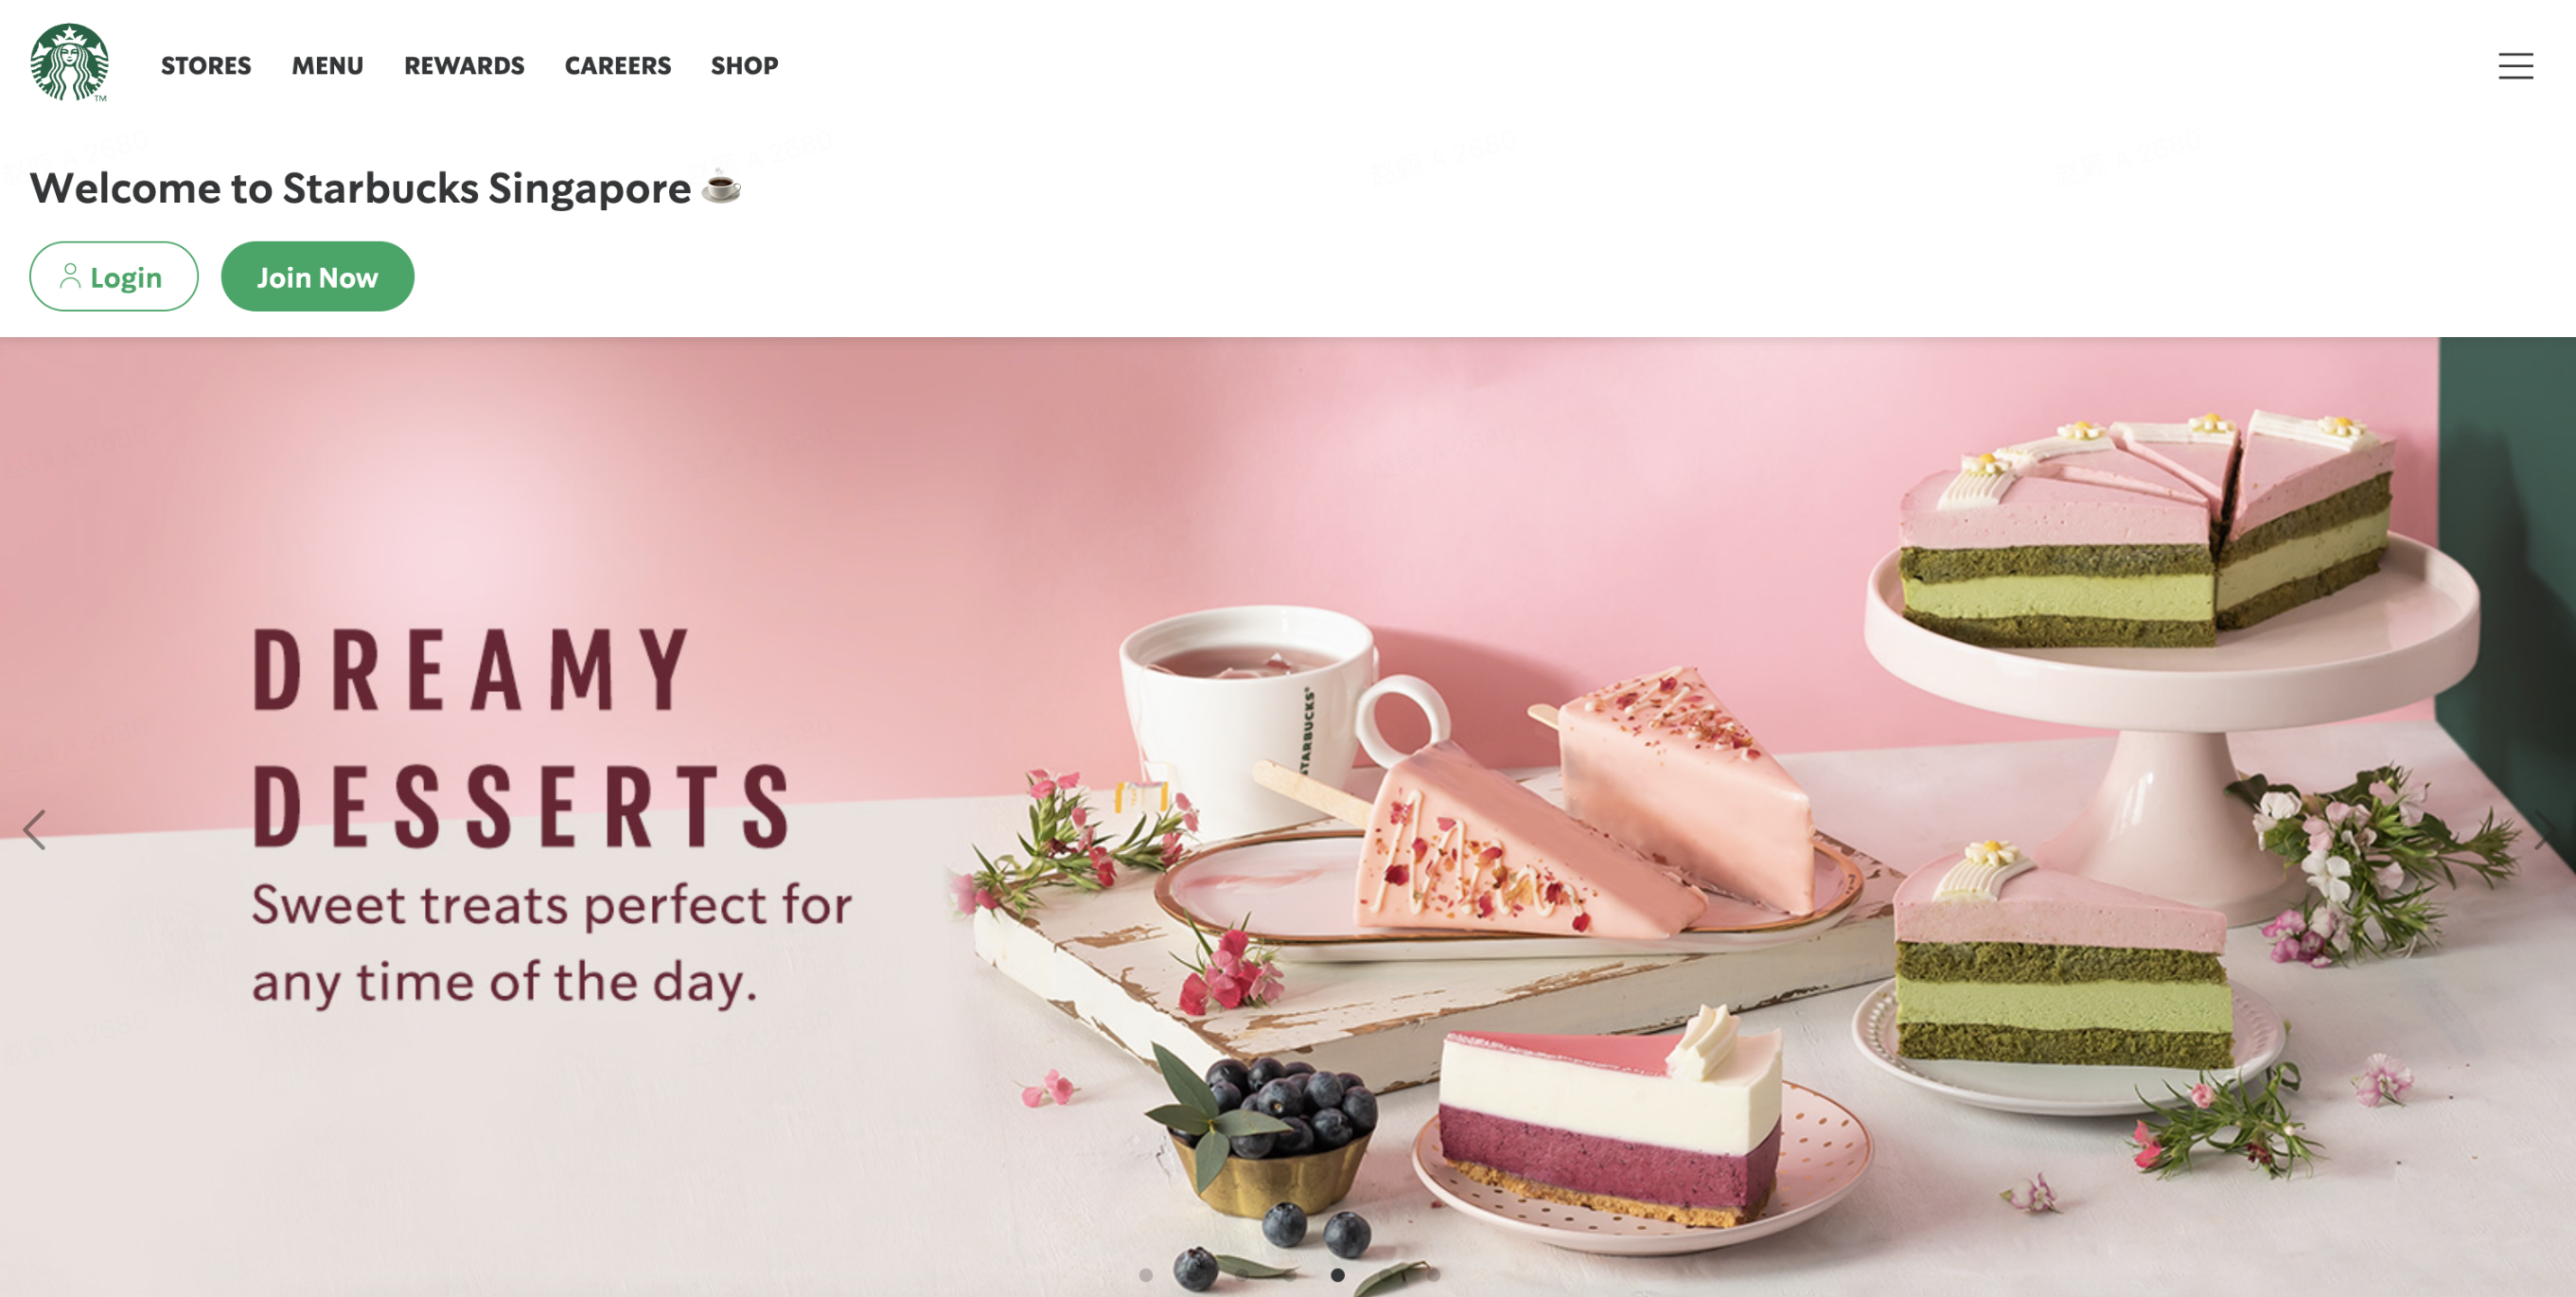 STORES MENU REWARDS CAREERS SHOP
Welcome to Starbucks Singapore ☕
Login Join Now
DREAMY
DESSERTS
Sweet treats perfect for
any time of the day.
STARBUCKS®
TM